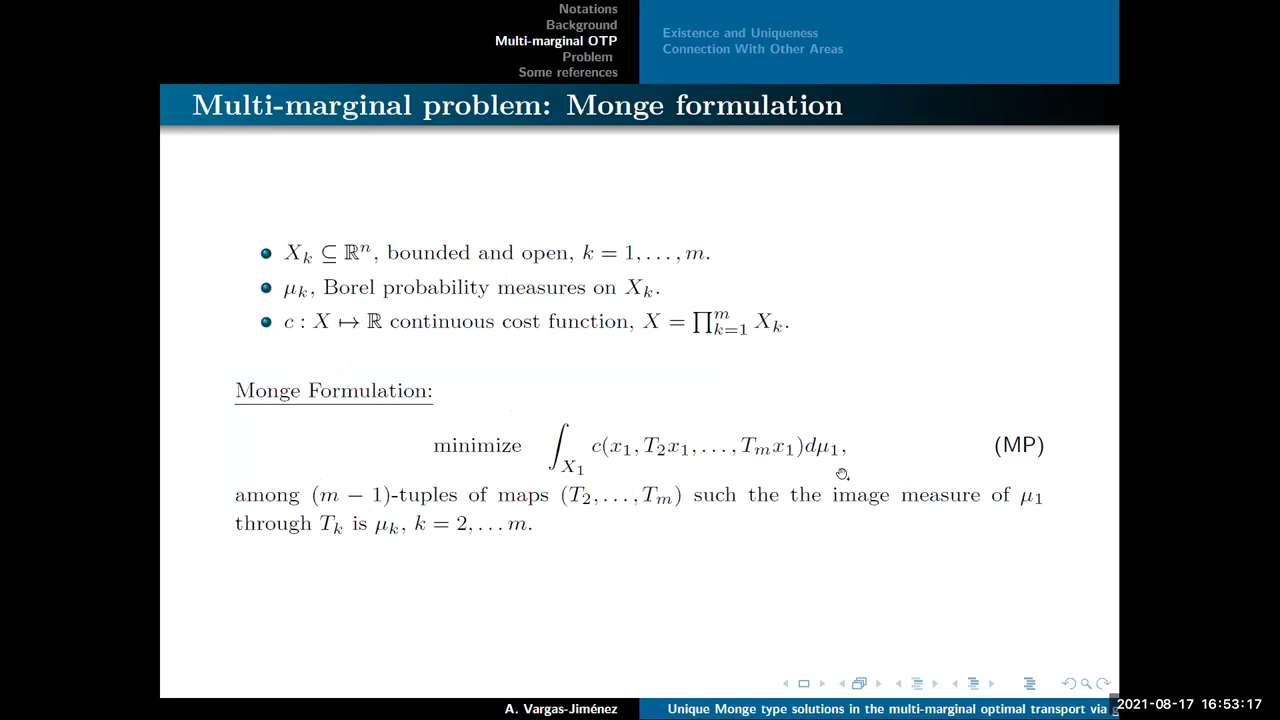 Notations
Background
Multi-marginal OTP
Problem
Some references
Existence and Uniqueness
Connection With Other Areas
Multi-marginal problem: Monge formulation
X_k ⊆ ℝ^n, bounded and open, k = 1, . . . , m.
μ_k, Borel probability measures on X_k.
c : X ↦ ℝ continuous cost function, X = ∏_{k=1}^m X_k.
Monge Formulation:
minimize ∫_{X_1} c(x_1, T_2x_1, . . . , T_mx_1)dμ_1, (MP)
among (m − 1)-tuples of maps (T_2, . . . , T_m) such the the image measure of μ_1
through T_k is μ_k, k = 2, . . . m.
A. Vargas-Jiménez
Unique Monge type solutions in the multi-marginal optimal transport via g
2021-08-17 16:53:17